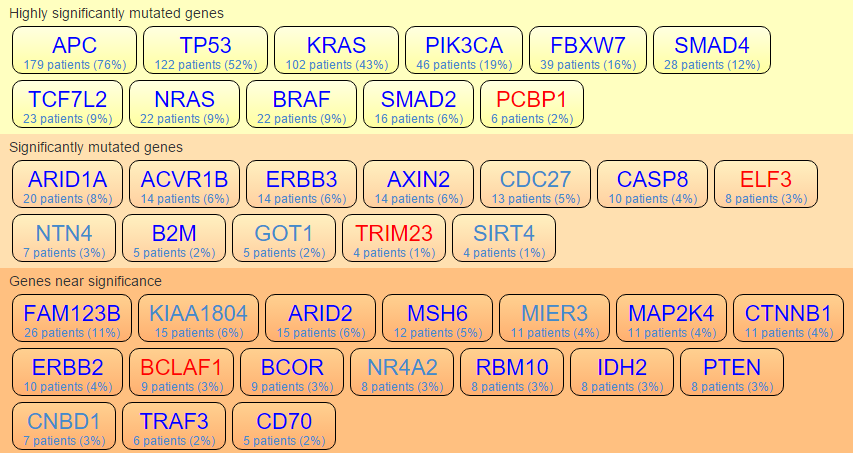 Highly significantly mutated genes
APC TP53 KRAS PIK3CA FBXW7 SMAD4
179 patients (76%) 122 patients (52%) 102 patients (43%) 46 patients (19%) 39 patients (16%) 28 patients (12%)
TCF7L2 NRAS BRAF SMAD2 PCBP1
23 patients (9%) 22 patients (9%) 22 patients (9%) 16 patients (6%) 6 patients (2%)
Significantly mutated genes
ARID1A ACVR1B ERBB3 AXIN2 CDC27 CASP8 ELF3
20 patients (8%) 14 patients (6%) 14 patients (6%) 14 patients (6%) 13 patients (5%) 10 patients (4%) 8 patients (3%)
NTN4 B2M GOT1 TRIM23 SIRT4
7 patients (3%) 5 patients (2%) 5 patients (2%) 4 patients (1%) 4 patients (1%)
Genes near significance
FAM123B KIAA1804 ARID2 MSH6 MIER3 MAP2K4 CTNNB1
26 patients (11%) 15 patients (6%) 15 patients (6%) 12 patients (5%) 11 patients (4%) 11 patients (4%) 11 patients (4%)
ERBB2 BCLAF1 BCOR NR4A2 RBM10 IDH2 PTEN
10 patients (4%) 9 patients (3%) 9 patients (3%) 8 patients (3%) 8 patients (3%) 8 patients (3%) 8 patients (3%)
CNBD1 TRAF3 CD70
7 patients (3%) 6 patients (2%) 5 patients (2%)